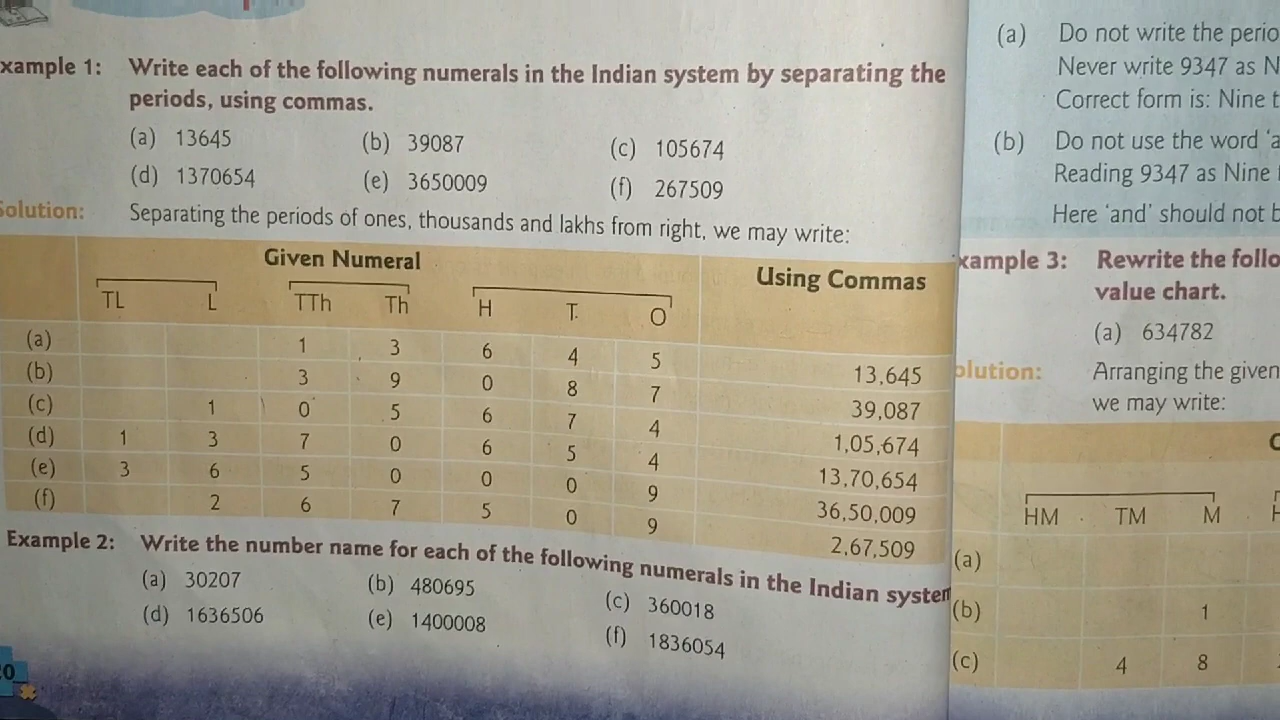 xample 1: Write each of the following numerals in the Indian system by separating the
periods, using commas.
(a) 13645 (b) 39087 (c) 105674
(d) 1370654 (e) 3650009 (f) 267509
Solution: Separating the periods of ones, thousands and lakhs from right, we may write:
Given Numeral Using Commas
TL L TTh Th H T. O
(a) 1 3 6 4 5 13,645
(b) 3 9 0 8 7 39,087
(c) 1 0 5 6 7 4 1,05,674
(d) 1 3 7 0 6 5 4 13,70,654
(e) 3 6 5 0 0 0 9 36,50,009
(f) 2 6 7 5 0 9 2,67,509
Example 2: Write the number name for each of the following numerals in the Indian system
(a) 30207 (b) 480695 (c) 360018
(d) 1636506 (e) 1400008 (f) 1836054
20
(a) Do not write the perio
Never write 9347 as N
Correct form is: Nine t
(b) Do not use the word 'a
Reading 9347 as Nine
Here 'and' should not b
xample 3: Rewrite the follo
value chart.
(a) 634782
olution: Arranging the given
we may write:
HM TM M
(a)
(b) 1
(c) 4 8